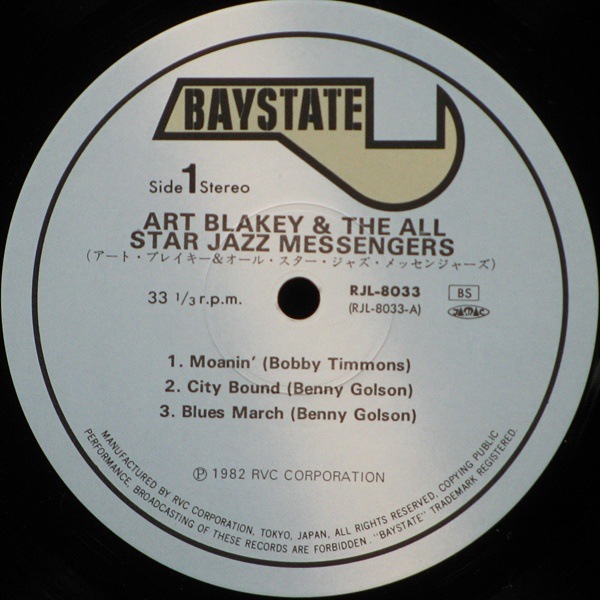 BAYSTATE
Side 1 Stereo
ART BLAKEY & THE ALL
STAR JAZZ MESSENGERS
(アート・ブレイキー&オール・スター・ジャズ・メッセンジャーズ)
33 1/3 r.p.m.
RJL-8033
(RJL-8033-A)
BS
JASRAC
1. Moanin' (Bobby Timmons)
2. City Bound (Benny Golson)
3. Blues March (Benny Golson)
Ⓟ 1982 RVC CORPORATION
MANUFACTURED BY RVC CORPORATION, TOKYO, JAPAN, ALL RIGHTS RESERVED, COPYING PUBLIC
PERFORMANCE, BROADCASTING OF THESE RECORDS ARE FORBIDDEN. "BAYSTATE" TRADEMARK REGISTERED.